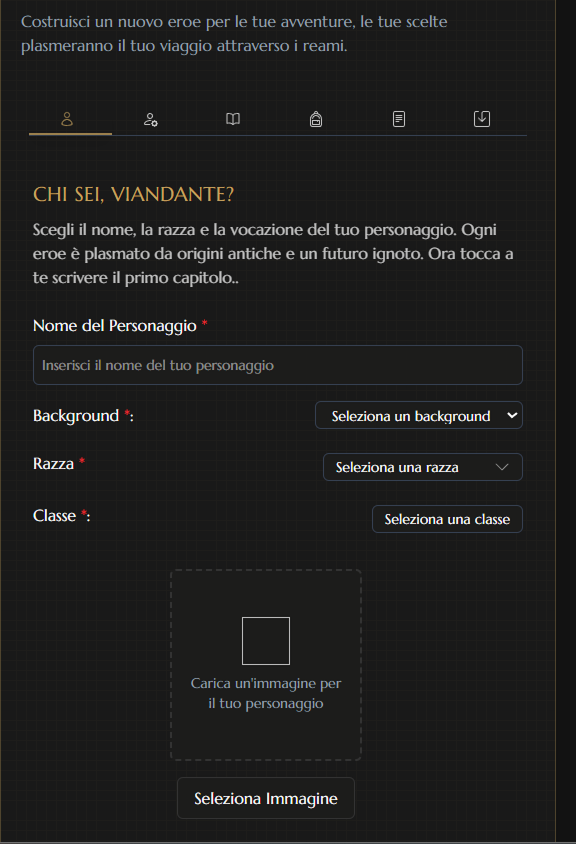 Costruisci un nuovo eroe per le tue avventure, le tue scelte
plasmeranno il tuo viaggio attraverso i reami.
CHI SEI, VIANDANTE?
Scegli il nome, la razza e la vocazione del tuo personaggio. Ogni
eroe è plasmato da origini antiche e un futuro ignoto. Ora tocca a
te scrivere il primo capitolo..
Nome del Personaggio *
Inserisci il nome del tuo personaggio
Background *: Seleziona un background
Razza * Seleziona una razza
Classe *: Seleziona una classe
Carica un'immagine per
il tuo personaggio
Seleziona Immagine